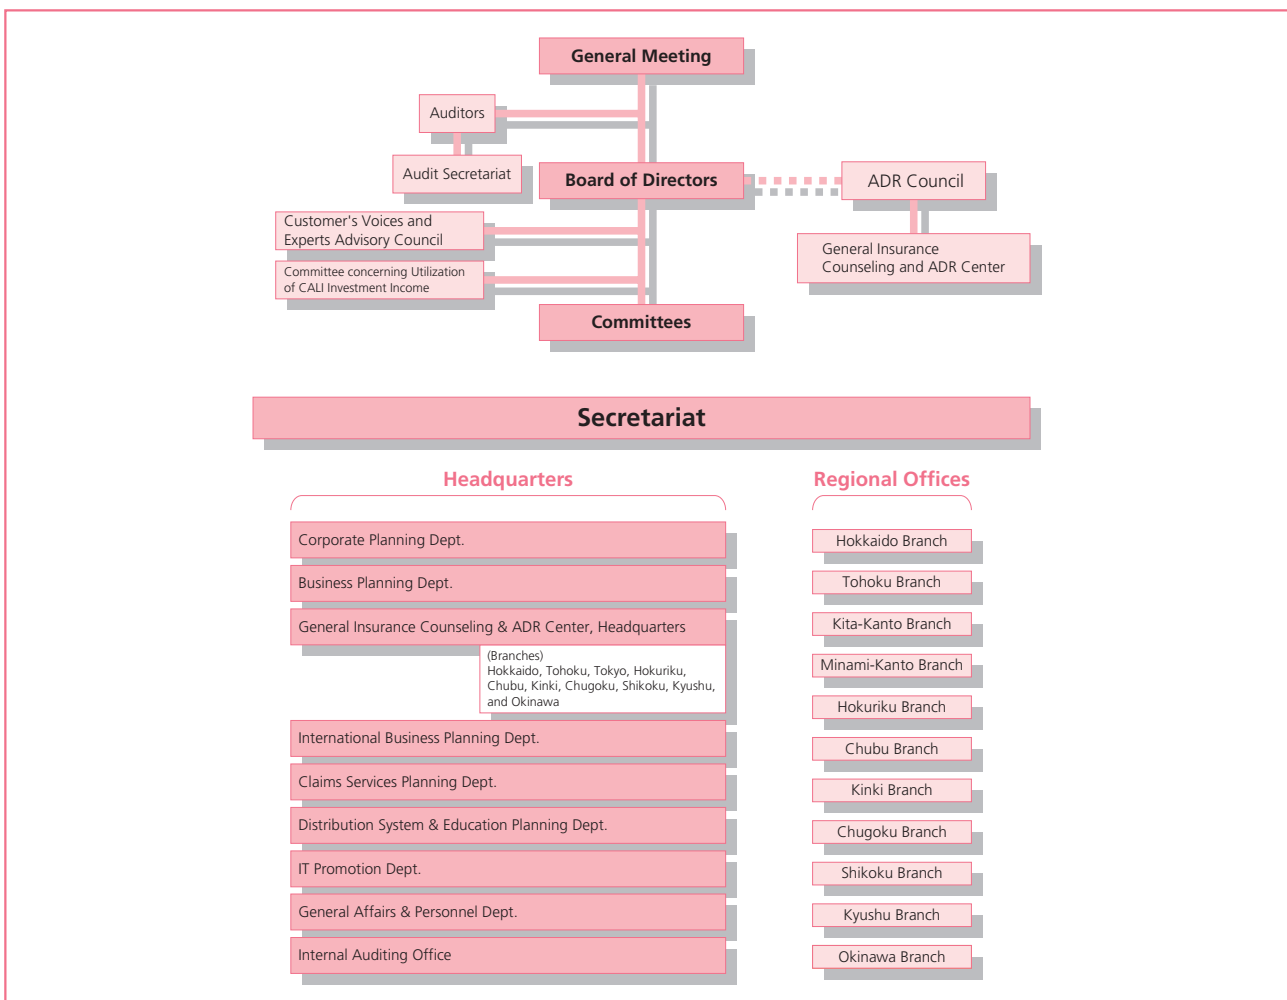 General Meeting
Auditors
Audit Secretariat
Board of Directors
ADR Council
Customer's Voices and
Experts Advisory Council
General Insurance
Counseling and ADR Center
Committee concerning Utilization
of CALI Investment Income
Committees
Secretariat
Headquarters
Corporate Planning Dept.
Business Planning Dept.
General Insurance Counseling & ADR Center, Headquarters
(Branches)
Hokkaido, Tohoku, Tokyo, Hokuriku,
Chubu, Kinki, Chugoku, Shikoku, Kyushu,
and Okinawa
International Business Planning Dept.
Claims Services Planning Dept.
Distribution System & Education Planning Dept.
IT Promotion Dept.
General Affairs & Personnel Dept.
Internal Auditing Office
Regional Offices
Hokkaido Branch
Tohoku Branch
Kita-Kanto Branch
Minami-Kanto Branch
Hokuriku Branch
Chubu Branch
Kinki Branch
Chugoku Branch
Shikoku Branch
Kyushu Branch
Okinawa Branch